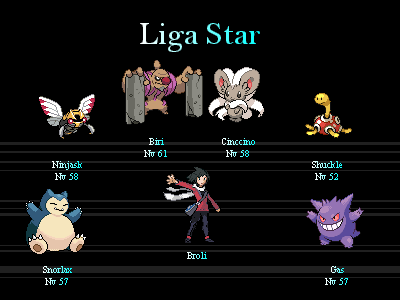 Liga Star
Biri
Nv 61
Cinccino
Nv 58
Ninjask
Nv 58
Shuckle
Nv 52
Broli
Snorlax
Nv 57
Gas
Nv 57